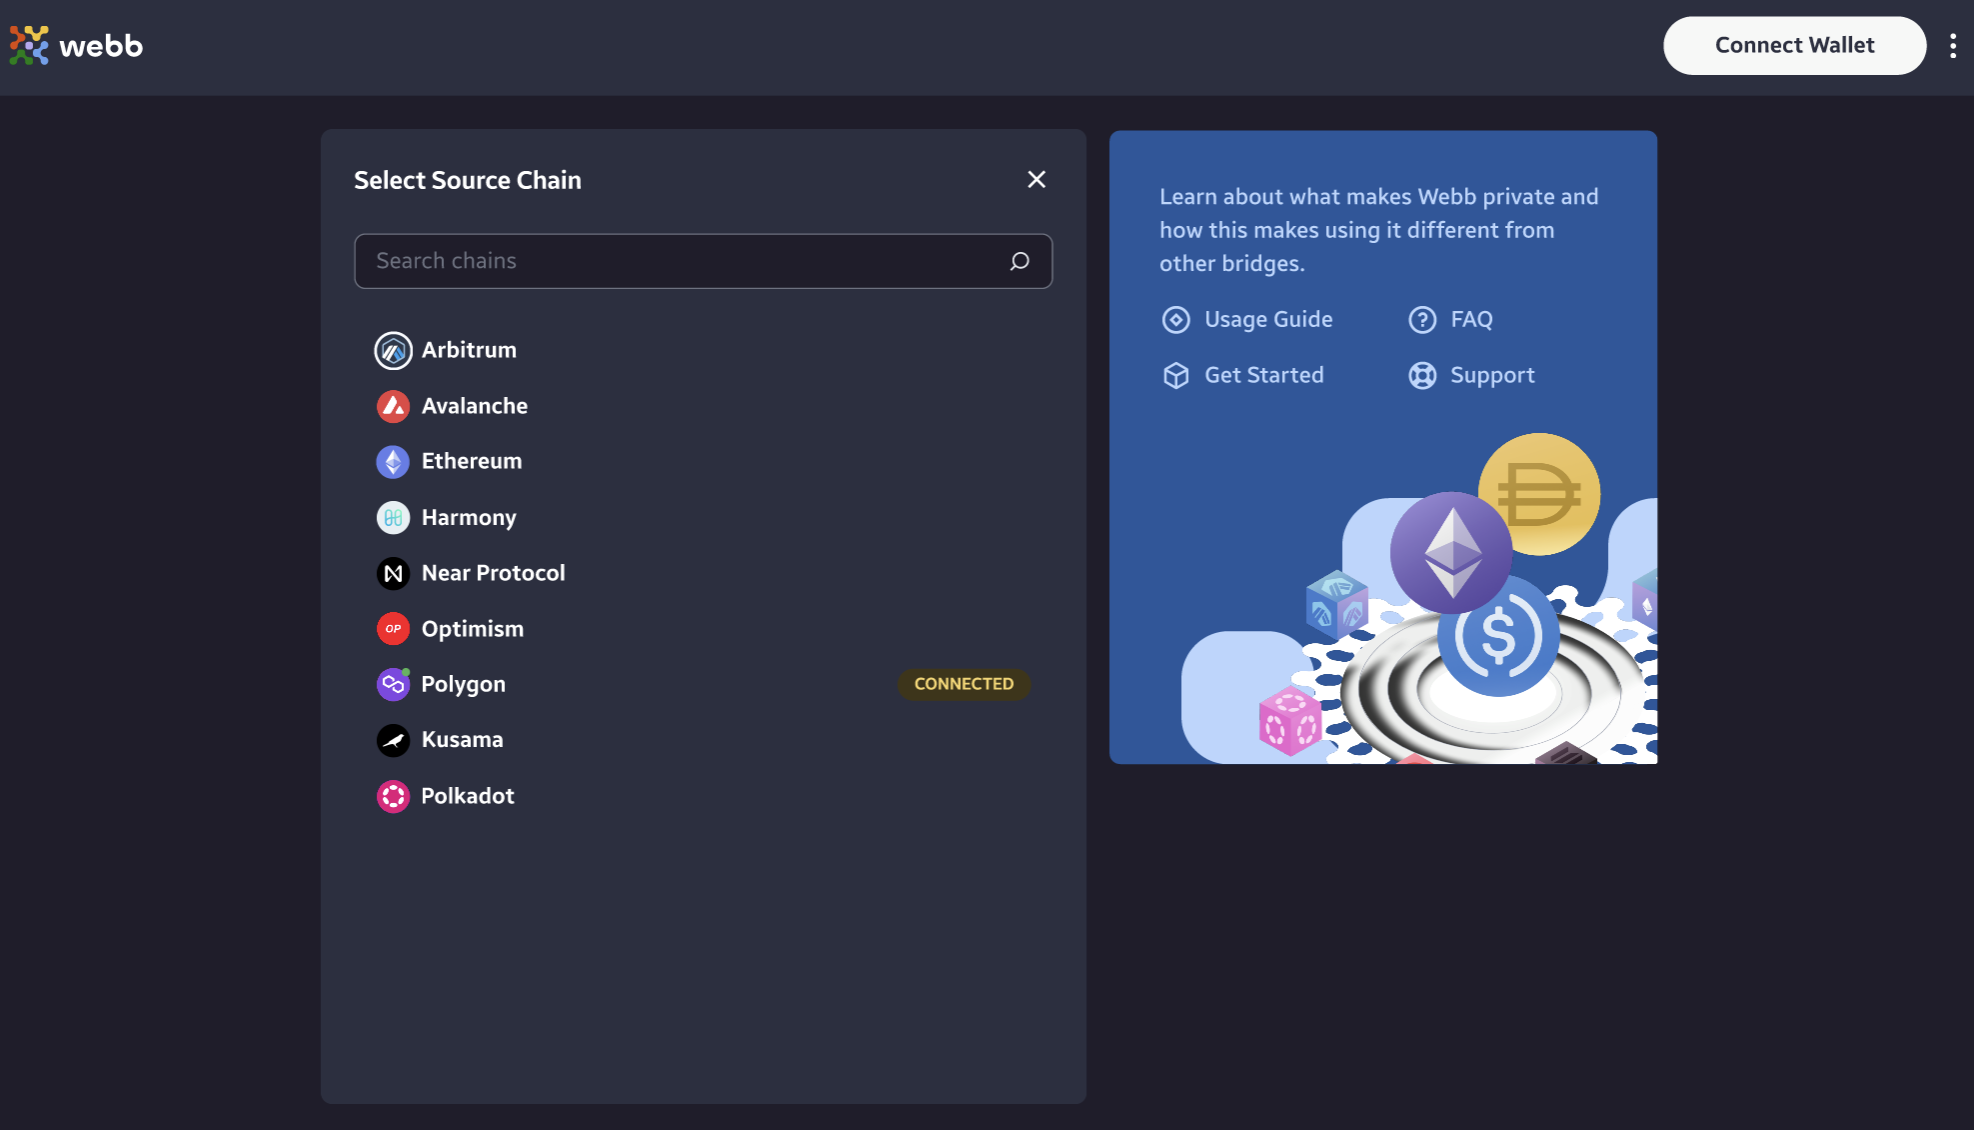 webb
Connect Wallet
Select Source Chain
Search chains
Arbitrum
Avalanche
Ethereum
Harmony
Near Protocol
OP
Optimism
Polygon
CONNECTED
Kusama
Polkadot
Learn about what makes Webb private and
how this makes using it different from
other bridges.
Usage Guide
FAQ
Get Started
Support